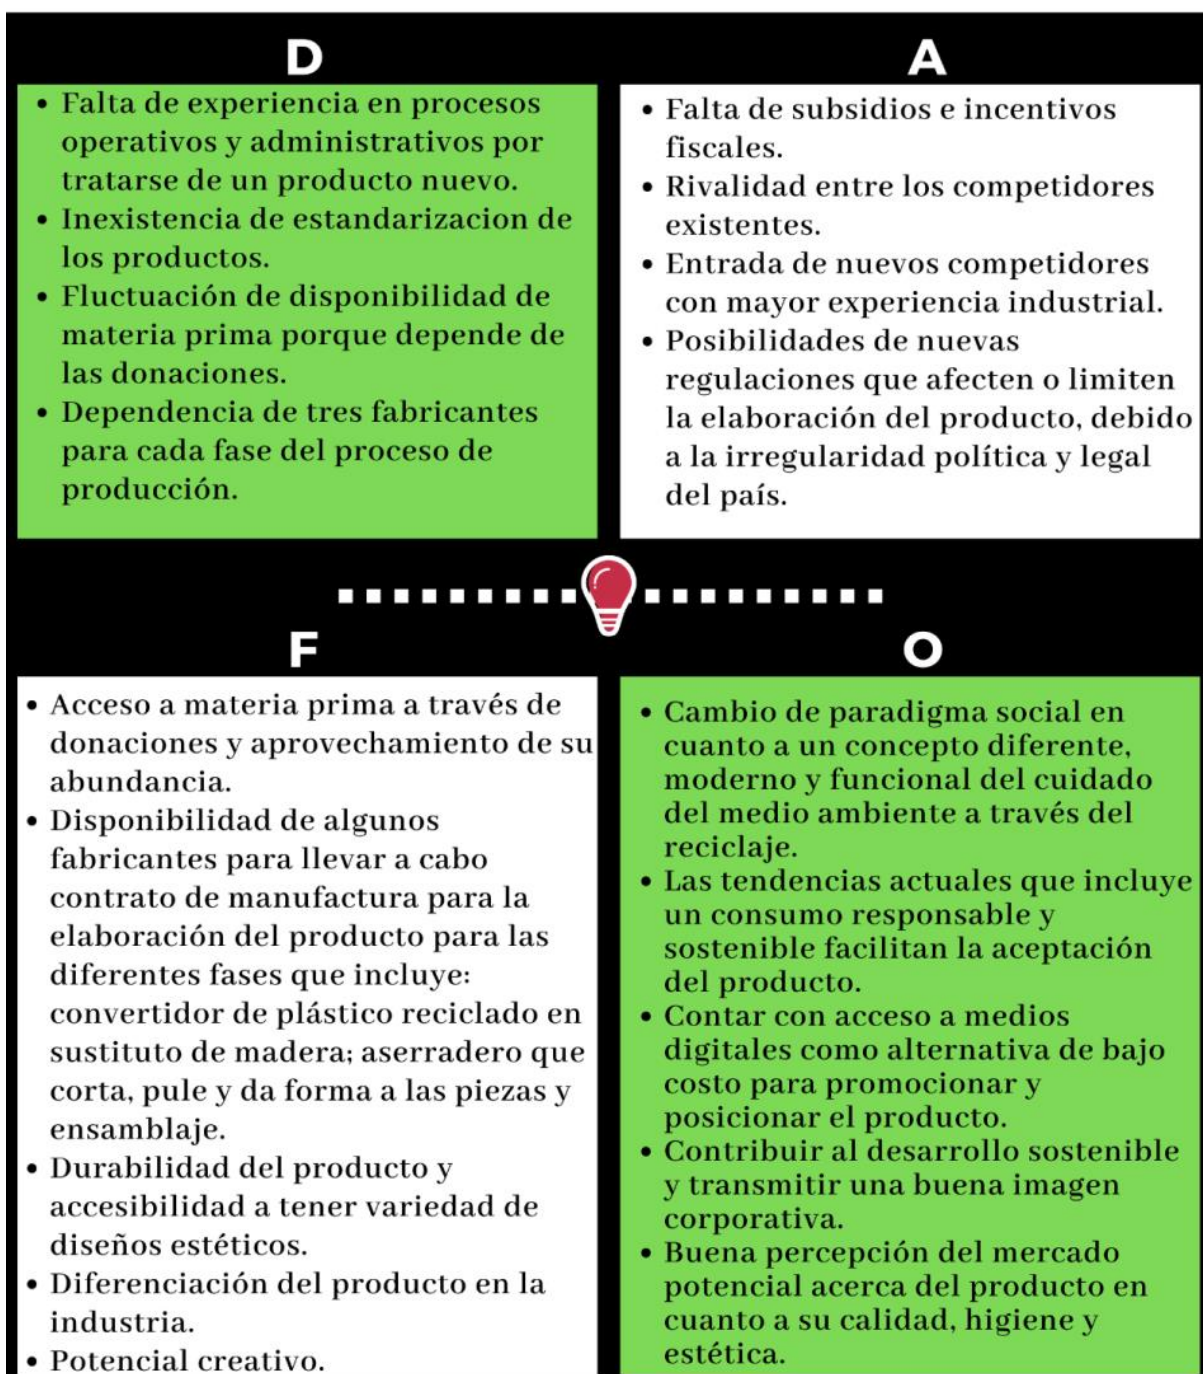 D
• Falta de experiencia en procesos
operativos y administrativos por
tratarse de un producto nuevo.
• Inexistencia de estandarizacion de
los productos.
• Fluctuación de disponibilidad de
materia prima porque depende de
las donaciones.
• Dependencia de tres fabricantes
para cada fase del proceso de
producción.
A
• Falta de subsidios e incentivos
fiscales.
• Rivalidad entre los competidores
existentes.
• Entrada de nuevos competidores
con mayor experiencia industrial.
• Posibilidades de nuevas
regulaciones que afecten o limiten
la elaboración del producto, debido
a la irregularidad política y legal
del país.
F
• Acceso a materia prima a través de
donaciones y aprovechamiento de su
abundancia.
• Disponibilidad de algunos
fabricantes para llevar a cabo
contrato de manufactura para la
elaboración del producto para las
diferentes fases que incluye:
convertidor de plástico reciclado en
sustituto de madera; aserradero que
corta, pule y da forma a las piezas y
ensamblaje.
• Durabilidad del producto y
accesibilidad a tener variedad de
diseños estéticos.
• Diferenciación del producto en la
industria.
• Potencial creativo.
O
• Cambio de paradigma social en
cuanto a un concepto diferente,
moderno y funcional del cuidado
del medio ambiente a través del
reciclaje.
• Las tendencias actuales que incluye
un consumo responsable y
sostenible facilitan la aceptación
del producto.
• Contar con acceso a medios
digitales como alternativa de bajo
costo para promocionar y
posicionar el producto.
• Contribuir al desarrollo sostenible
y transmitir una buena imagen
corporativa.
• Buena percepción del mercado
potencial acerca del producto en
cuanto a su calidad, higiene y
estética.